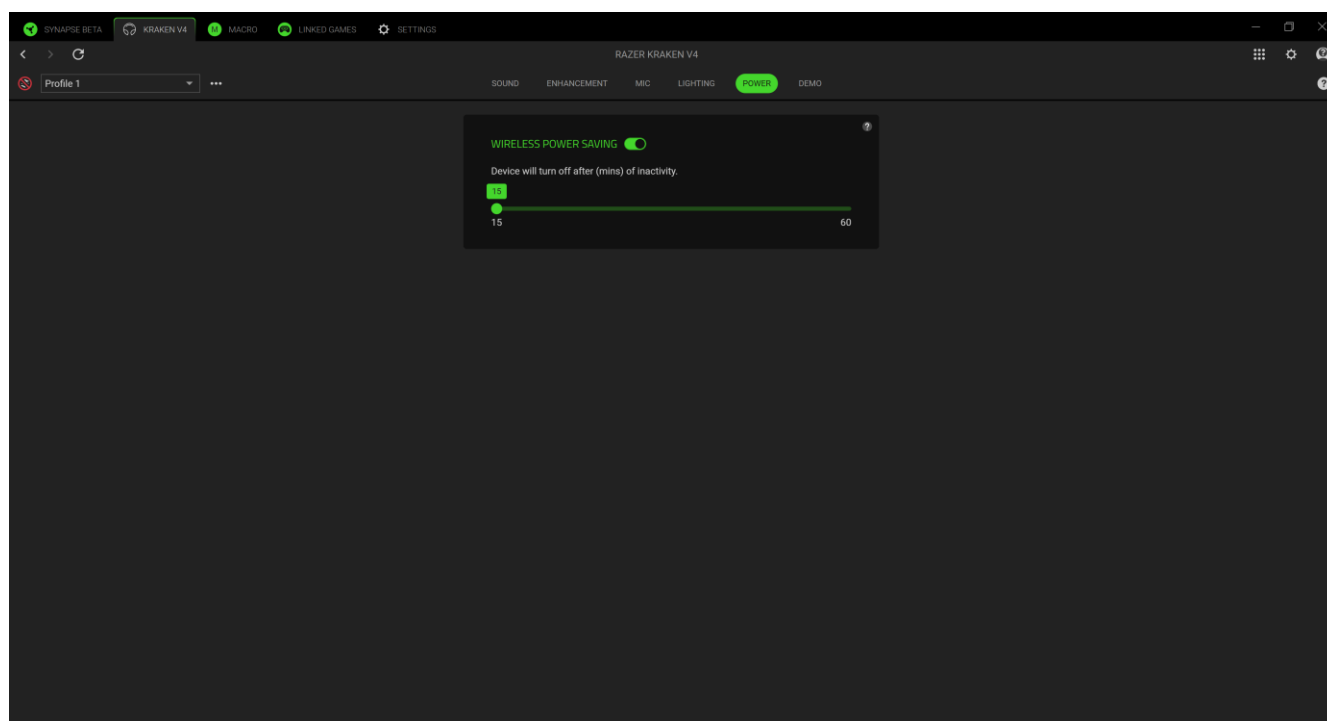 SYNAPSE BETA KRAKEN V4 M MACRO LINKED GAMES SETTINGS
RAZER KRAKEN V4
Profile 1 ••• SOUND ENHANCEMENT MIC LIGHTING POWER DEMO ?
?
WIRELESS POWER SAVING
Device will turn off after (mins) of inactivity.
15
15 60